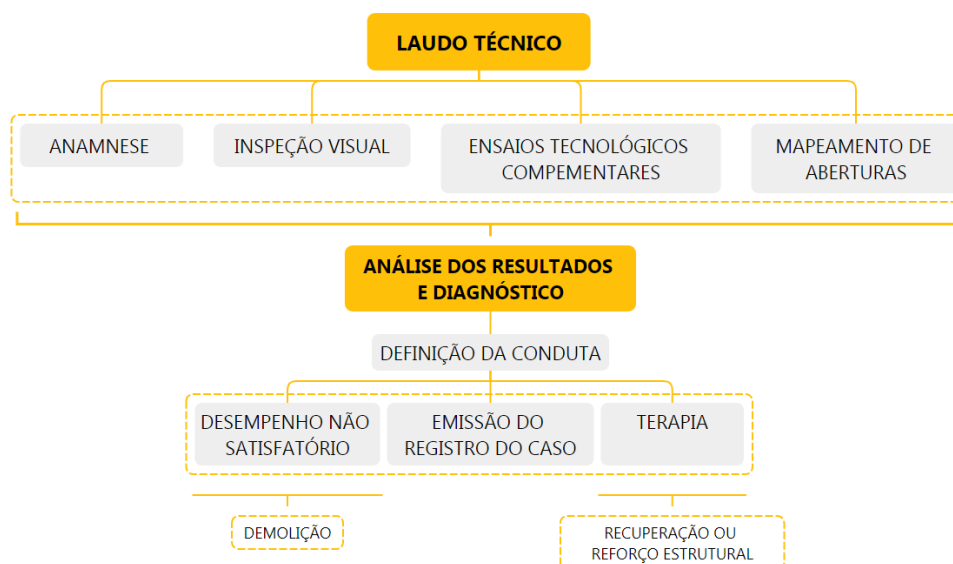 LAUDO TÉCNICO
ANAMNESE
INSPEÇÃO VISUAL
ENSAIOS TECNOLÓGICOS
COMPEMENTARES
MAPEAMENTO DE
ABERTURAS
ANÁLISE DOS RESULTADOS
E DIAGNÓSTICO
DEFINIÇÃO DA CONDUTA
DESEMPENHO NÃO
SATISFATÓRIO
EMISSÃO DO
REGISTRO DO CASO
TERAPIA
DEMOLIÇÃO
RECUPERAÇÃO OU
REFORÇO ESTRUTURAL